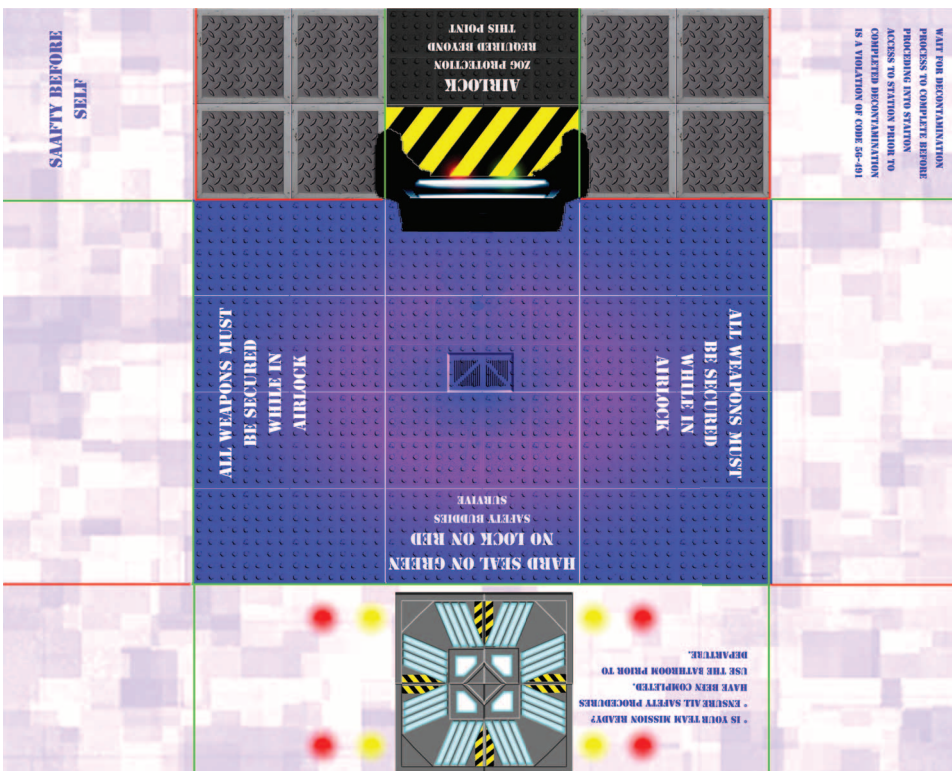 SAAFTY BEFORE
SELF
AIRLOCK
ZOG PROTECTION
REQUIRED BEYOND
THIS POINT
WAIT FOR DECONTAMINATION
PROCESS TO COMPLETE BEFORE
PROCEDING INTO STAITON
ACCESS TO STATION PRIOR TO
COMPLETED DECONTAMINATION
IS A VIOLATION OF CODE 56-491
ALL WEAPONS MUST
BE SECURED
WHILE IN
AIRLOCK
ALL WEAPONS MUST
BE SECURED
WHILE IN
AIRLOCK
HARD SEAL ON GREEN
NO LOCK ON RED
SAFETY BUDDIES
SURVIVE
* IS YOUR TEAM MISSION READY?
* ENSURE ALL SAFETY PROCEDURES
HAVE BEEN COMPLETED.
USE THE BATHROOM PRIOR TO
DEPARTURE.